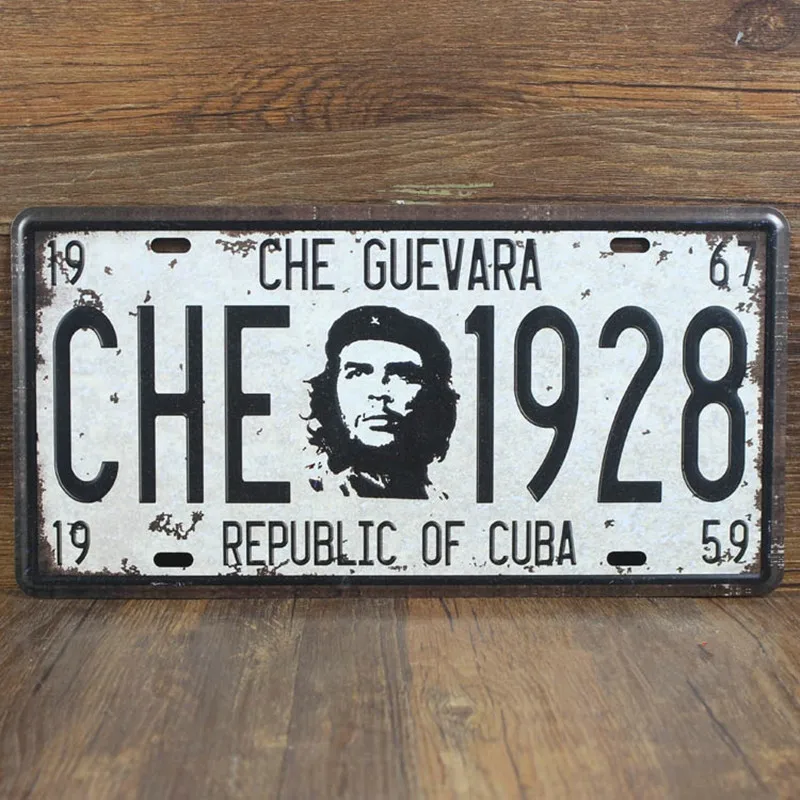 19 CHE GUEVARA 67
CHE 1928
19 REPUBLIC OF CUBA 59